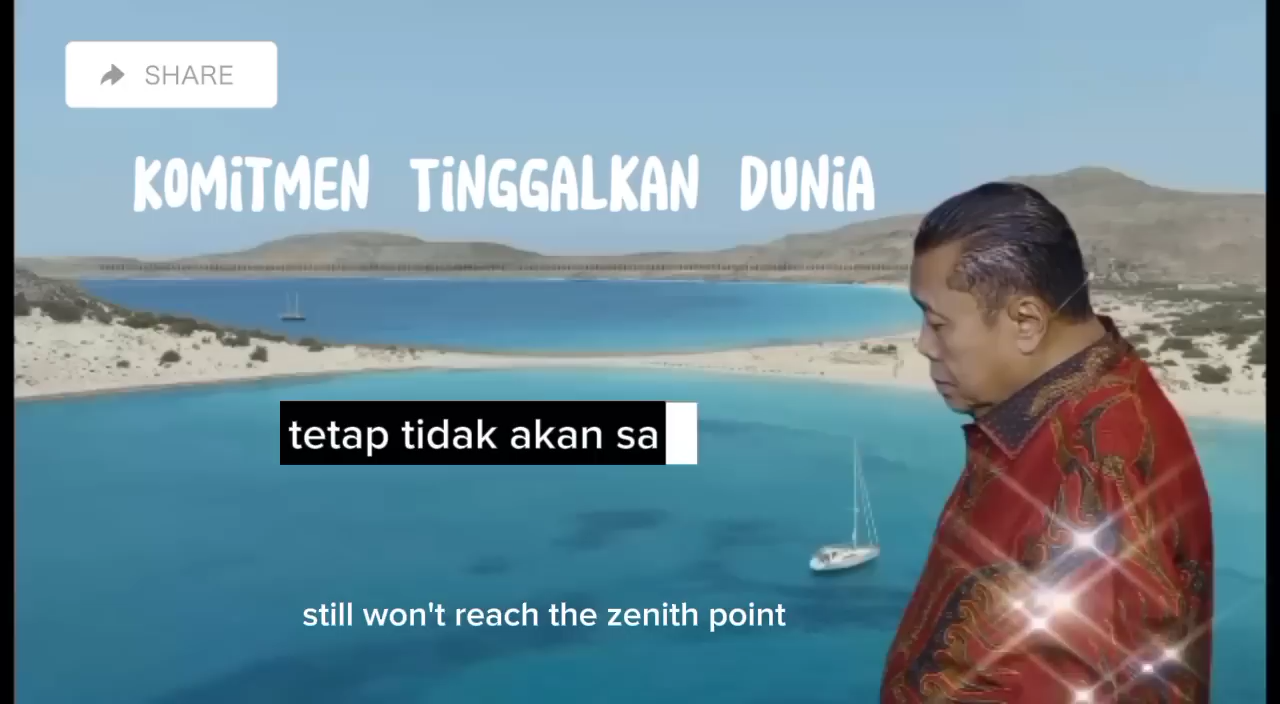 SHARE
KOMiTMEN TiNGGALKAN DUNiA
tetap tidak akan sa
still won't reach the zenith point